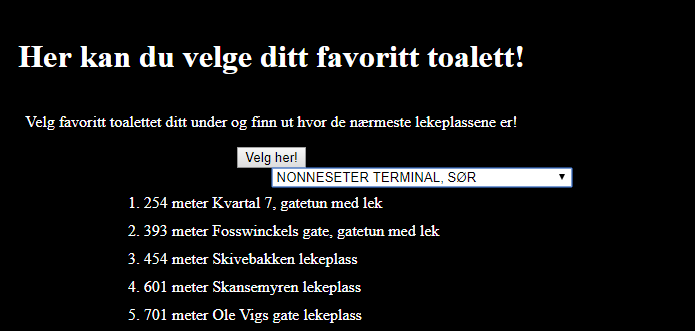 Her kan du velge ditt favoritt toalett!
Velg favoritt toalettet ditt under og finn ut hvor de nærmeste lekeplassene er!
Velg her!
NONNESETER TERMINAL, SØR
1. 254 meter Kvartal 7, gatetun med lek
2. 393 meter Fosswinckels gate, gatetun med lek
3. 454 meter Skivebakken lekeplass
4. 601 meter Skansemyren lekeplass
5. 701 meter Ole Vigs gate lekeplass